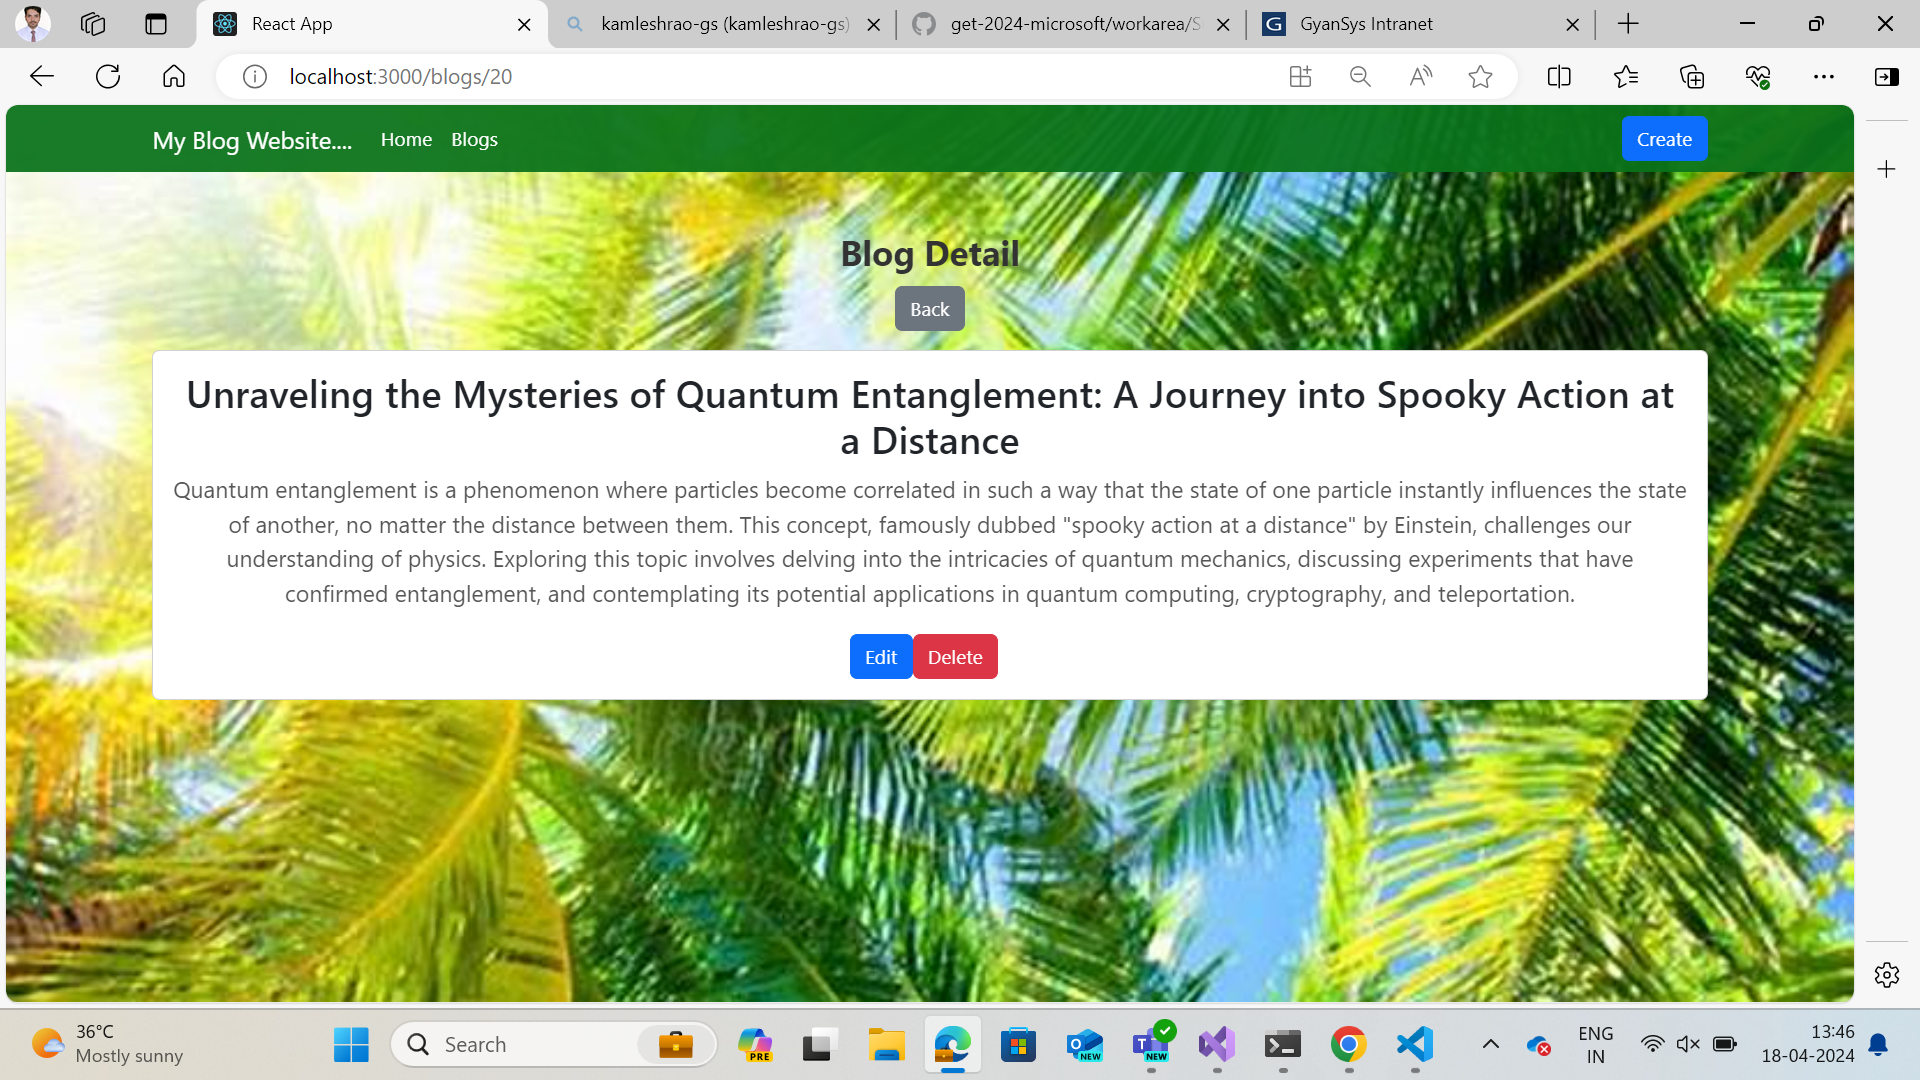 React App
kamleshrao-gs (kamleshrao-gs)
get-2024-microsoft/workarea/S
G GyanSys Intranet
localhost:3000/blogs/20
My Blog Website.... Home Blogs
Create
Blog Detail
Back
Unraveling the Mysteries of Quantum Entanglement: A Journey into Spooky Action at
a Distance
Quantum entanglement is a phenomenon where particles become correlated in such a way that the state of one particle instantly influences the state
of another, no matter the distance between them. This concept, famously dubbed "spooky action at a distance" by Einstein, challenges our
understanding of physics. Exploring this topic involves delving into the intricacies of quantum mechanics, discussing experiments that have
confirmed entanglement, and contemplating its potential applications in quantum computing, cryptography, and teleportation.
Edit Delete
36°C
Mostly sunny
Search
PRE
NEW
NEW
ENG
IN
13:46
18-04-2024